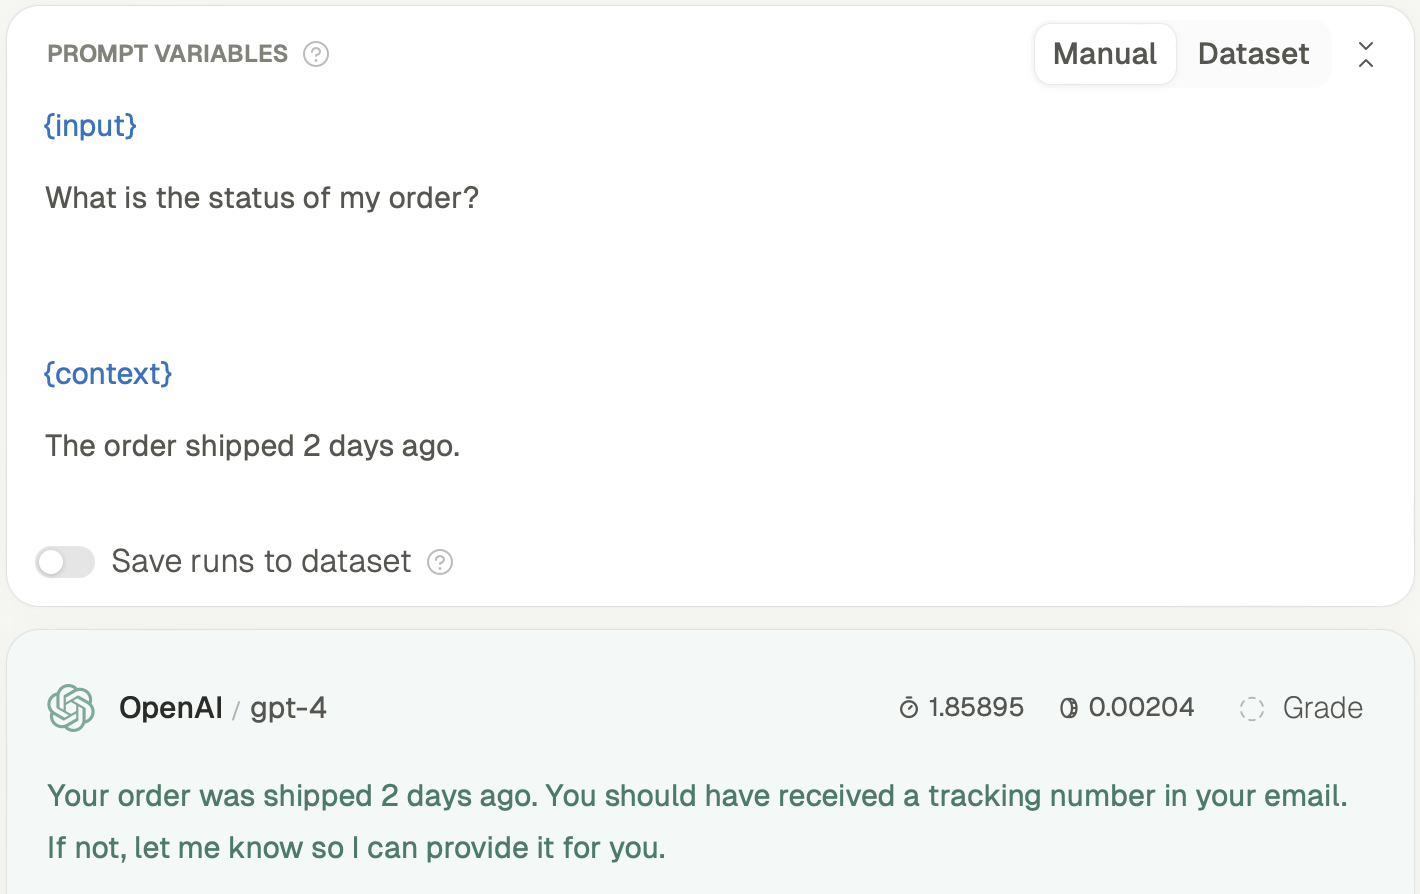 PROMPT VARIABLES ?
Manual Dataset
{input}
What is the status of my order?
{context}
The order shipped 2 days ago.
Save runs to dataset ?
OpenAI / gpt-4 1.85895 0.00204 Grade
Your order was shipped 2 days ago. You should have received a tracking number in your email.
If not, let me know so I can provide it for you.